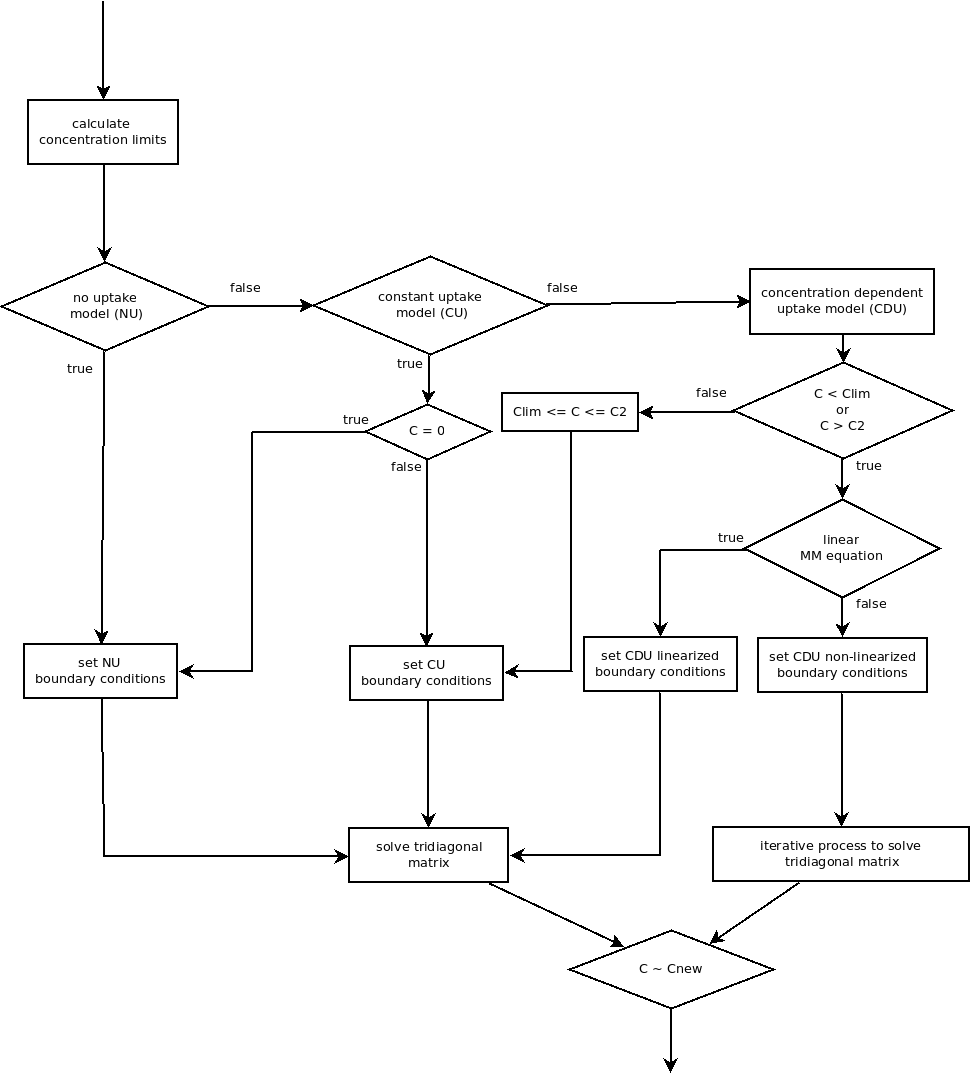 calculate
concentration limits
no uptake
model (NU)
false
constant uptake
model (CU)
false
concentration dependent
uptake model (CDU)
true
true
C < Clim
or
C > C2
false
Clim <= C <= C2
true
C = 0
false
true
linear
MM equation
true
false
set NU
boundary conditions
set CU
boundary conditions
set CDU linearized
boundary conditions
set CDU non-linearized
boundary conditions
solve tridiagonal
matrix
iterative process to solve
tridiagonal matrix
C ~ Cnew